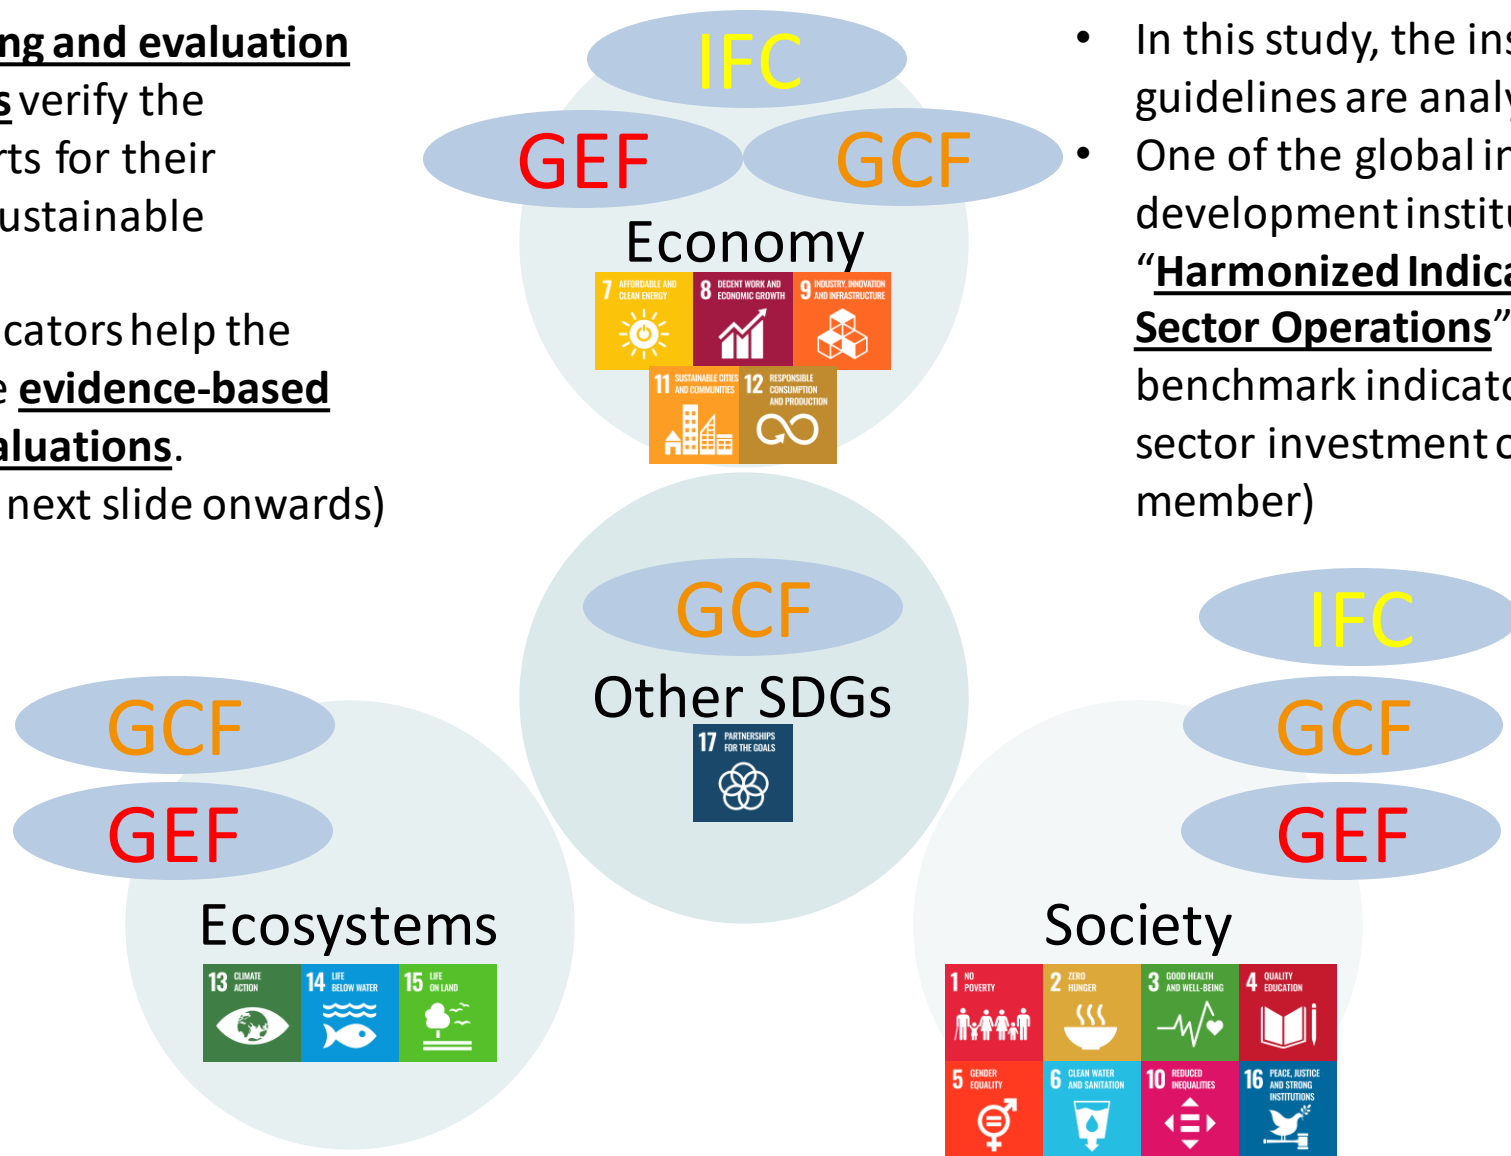 ng and evaluation
s verify the
rts for their
ustainable
cators help the
e evidence-based
aluations.
next slide onwards)
IFC
GEF
GCF
Economy
7 AFFORDABLE AND
CLEAN ENERGY
8 DECENT WORK AND
ECONOMIC GROWTH
9 INDUSTRY, INNOVATION
AND INFRASTRUCTURE
11 SUSTAINABLE CITIES
AND COMMUNITIES
12 RESPONSIBLE
CONSUMPTION
AND PRODUCTION
• In this study, the ins
guidelines are analy
• One of the global in
development institu
“Harmonized Indica
Sector Operations”
benchmark indicato
sector investment o
member)
GCF
Other SDGs
17 PARTNERSHIPS
FOR THE GOALS
GCF
GEF
Ecosystems
13 CLIMATE
ACTION
14 LIFE
BELOW WATER
15 LIFE
ON LAND
IFC
GCF
GEF
Society
1 NO
POVERTY
2 ZERO
HUNGER
3 GOOD HEALTH
AND WELL-BEING
4 QUALITY
EDUCATION
5 GENDER
EQUALITY
6 CLEAN WATER
AND SANITATION
10 REDUCED
INEQUALITIES
16 PEACE, JUSTICE
AND STRONG
INSTITUTIONS